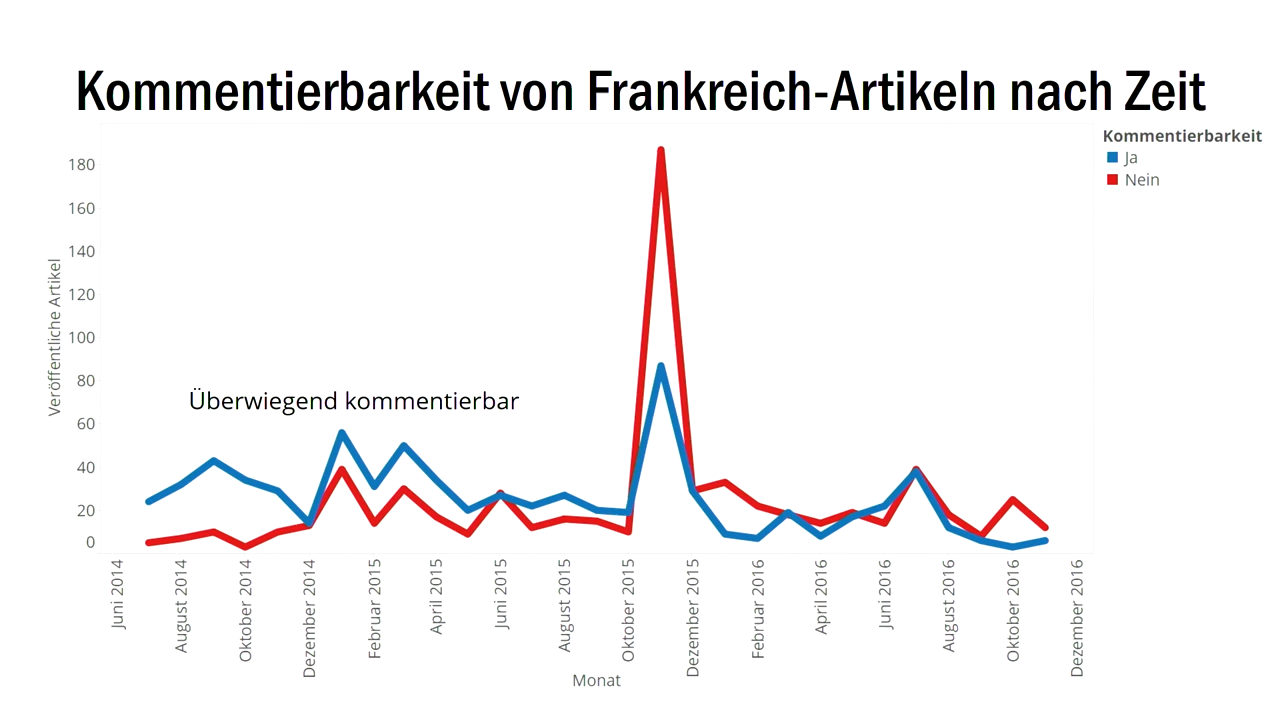 Kommentierbarkeit von Frankreich-Artikeln nach Zeit
Kommentierbarkeit
Ja
Nein
Veröffentliche Artikel
180
160
140
120
100
80
60
40
20
0
Überwiegend kommentierbar
Juni 2014
August 2014
Oktober 2014
Dezember 2014
Februar 2015
April 2015
Juni 2015
August 2015
Oktober 2015
Dezember 2015
Februar 2016
April 2016
Juni 2016
August 2016
Oktober 2016
Dezember 2016
Monat